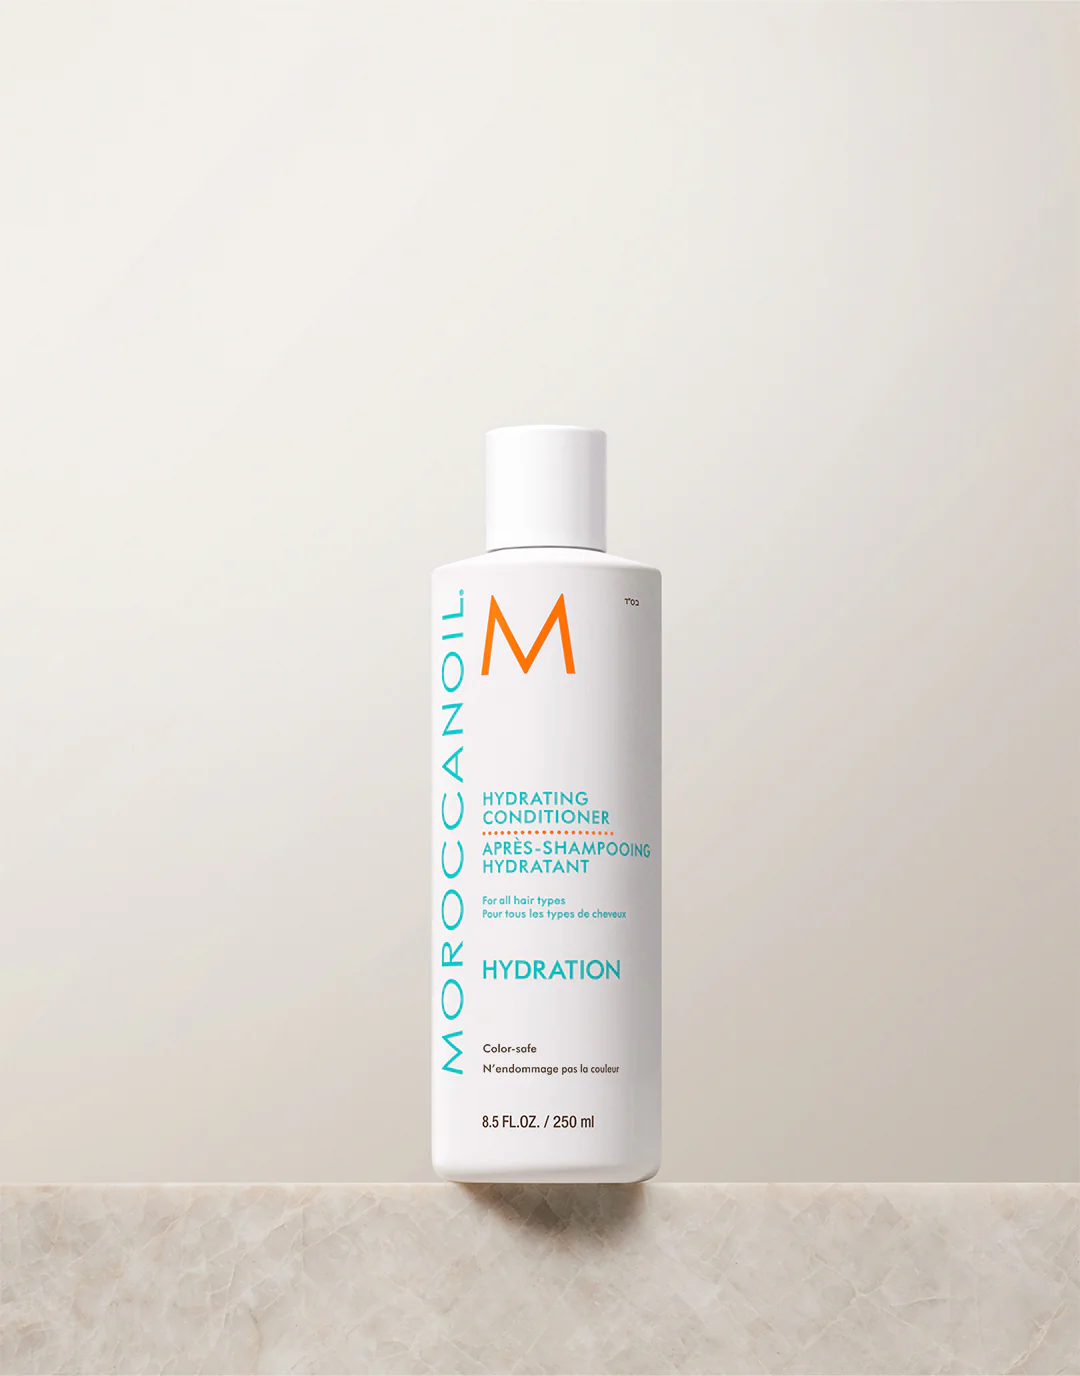 MOROCCANOIL®
M
בס"ד
HYDRATING
CONDITIONER
APRÈS-SHAMPOOING
HYDRATANT
For all hair types
Pour tous les types de cheveux
HYDRATION
Color-safe
N'endommage pas la couleur
8.5 FL.OZ. / 250 ml